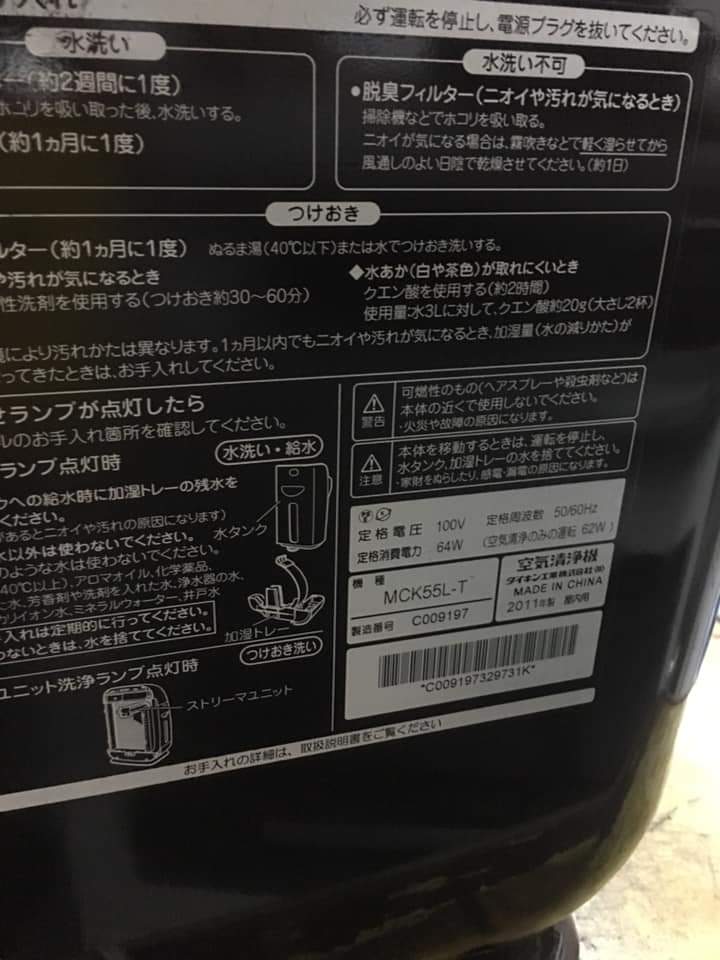 必ず運転を停止し、電源プラグを抜いてください。
水洗い
(約2週間に1度)
ホコリを吸い取った後、水洗いする。
(約1ヵ月に1度)
水洗い不可
●脱臭フィルター(ニオイや汚れが気になるとき)
掃除機などでホコリを吸い取る。
ニオイが気になる場合は、霧吹きなどで軽く湿らせてから
風通しのよい日陰で乾燥させてください。(約1日)
つけおき
ルター(約1ヵ月に1度) ぬるま湯(40℃以下)または水でつけおき洗いする。
や汚れが気になるとき
性洗剤を使用する(つけおき約30～60分)
◆水あか(白や茶色)が取れにくいとき
クエン酸を使用する(約2時間)
使用量:水3Lに対して、クエン酸約20g(大さじ2杯)
により汚れかたは異なります。1ヵ月以内でもニオイや汚れが気になるとき、加湿量(水の減りかた)が
ってきたときは、お手入れしてください。
せランプが点灯したら
ルのお手入れ箇所を確認してください。
ランプ点灯時
水洗い・給水
クへの給水時に加湿トレーの残水を
ください。
があるとニオイや汚れの原因になります)
水以外は使わないでください。
のような水は使わないでください。
40℃以上)、アロマオイル、化学薬品、
た水、芳香剤や洗剤を入れた水、浄水器の水、
カリイオン水、ミネラルウォーター、井戸水
入れは定期的に行ってください。
わないときは、水を捨ててください。
水タンク
加湿トレー
つけおき洗い
ユニット洗浄ランプ点灯時
ストリーマユニット
お手入れの詳細は、取扱説明書をご覧ください
警告
可燃性のもの(ヘアスプレーや殺虫剤など)は
本体の近くで使用しないでください。
・火災や故障の原因になります。
注意
本体を移動するときは、運転を停止し、
水タンク、加湿トレーの水を捨ててください。
・家財をぬらしたり、感電・漏電の原因になります。
定格電圧 100V 定格周波数 50/60Hz
定格消費電力 64W (空気清浄のみの運転 62W)
機種
MCK55L-T
製造番号 C009197
空気清浄機
ダイキン工業株式会社
MADE IN CHINA
2011年製 屋内用
*C009197329731K*